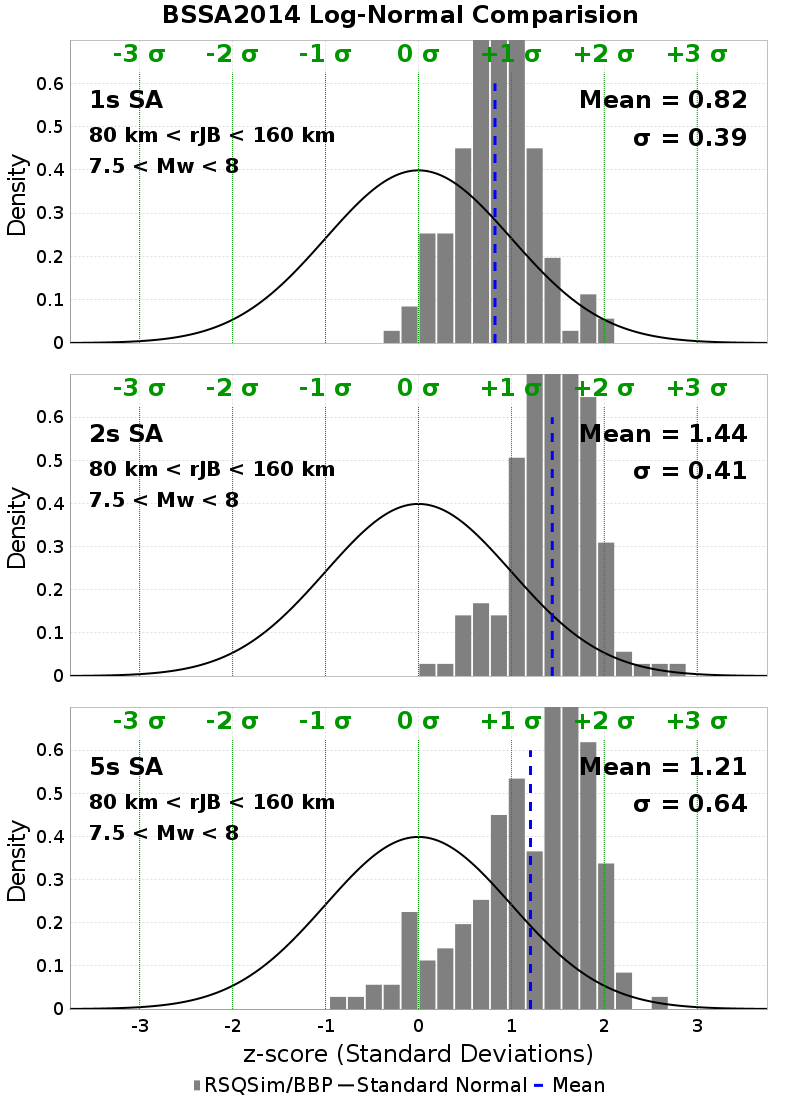 BSSA2014 Log-Normal Comparision
-3 σ -2 σ -1 σ 0 σ +1 σ +2 σ +3 σ
1s SA Mean = 0.82
80 km < rJB < 160 km σ = 0.39
7.5 < Mw < 8
Density
0.6
0.5
0.4
0.3
0.2
0.1
0
-3 σ -2 σ -1 σ 0 σ +1 σ +2 σ +3 σ
2s SA Mean = 1.44
80 km < rJB < 160 km σ = 0.41
7.5 < Mw < 8
Density
0.6
0.5
0.4
0.3
0.2
0.1
0
-3 σ -2 σ -1 σ 0 σ +1 σ +2 σ +3 σ
5s SA Mean = 1.21
80 km < rJB < 160 km σ = 0.64
7.5 < Mw < 8
Density
0.6
0.5
0.4
0.3
0.2
0.1
0
-3 -2 -1 0 1 2 3
z-score (Standard Deviations)
RSQSim/BBP Standard Normal Mean